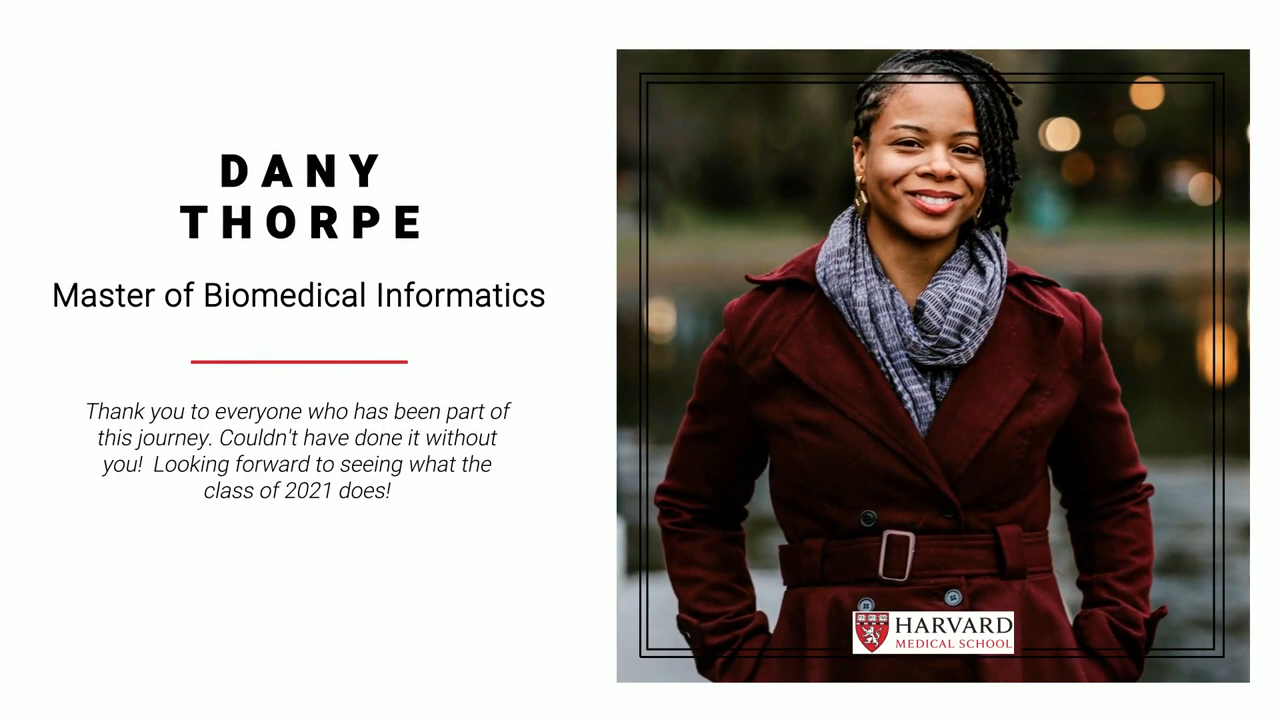 DANY
THORPE
Master of Biomedical Informatics
Thank you to everyone who has been part of
this journey. Couldn't have done it without
you!  Looking forward to seeing what the
class of 2021 does!
HARVARD
MEDICAL SCHOOL